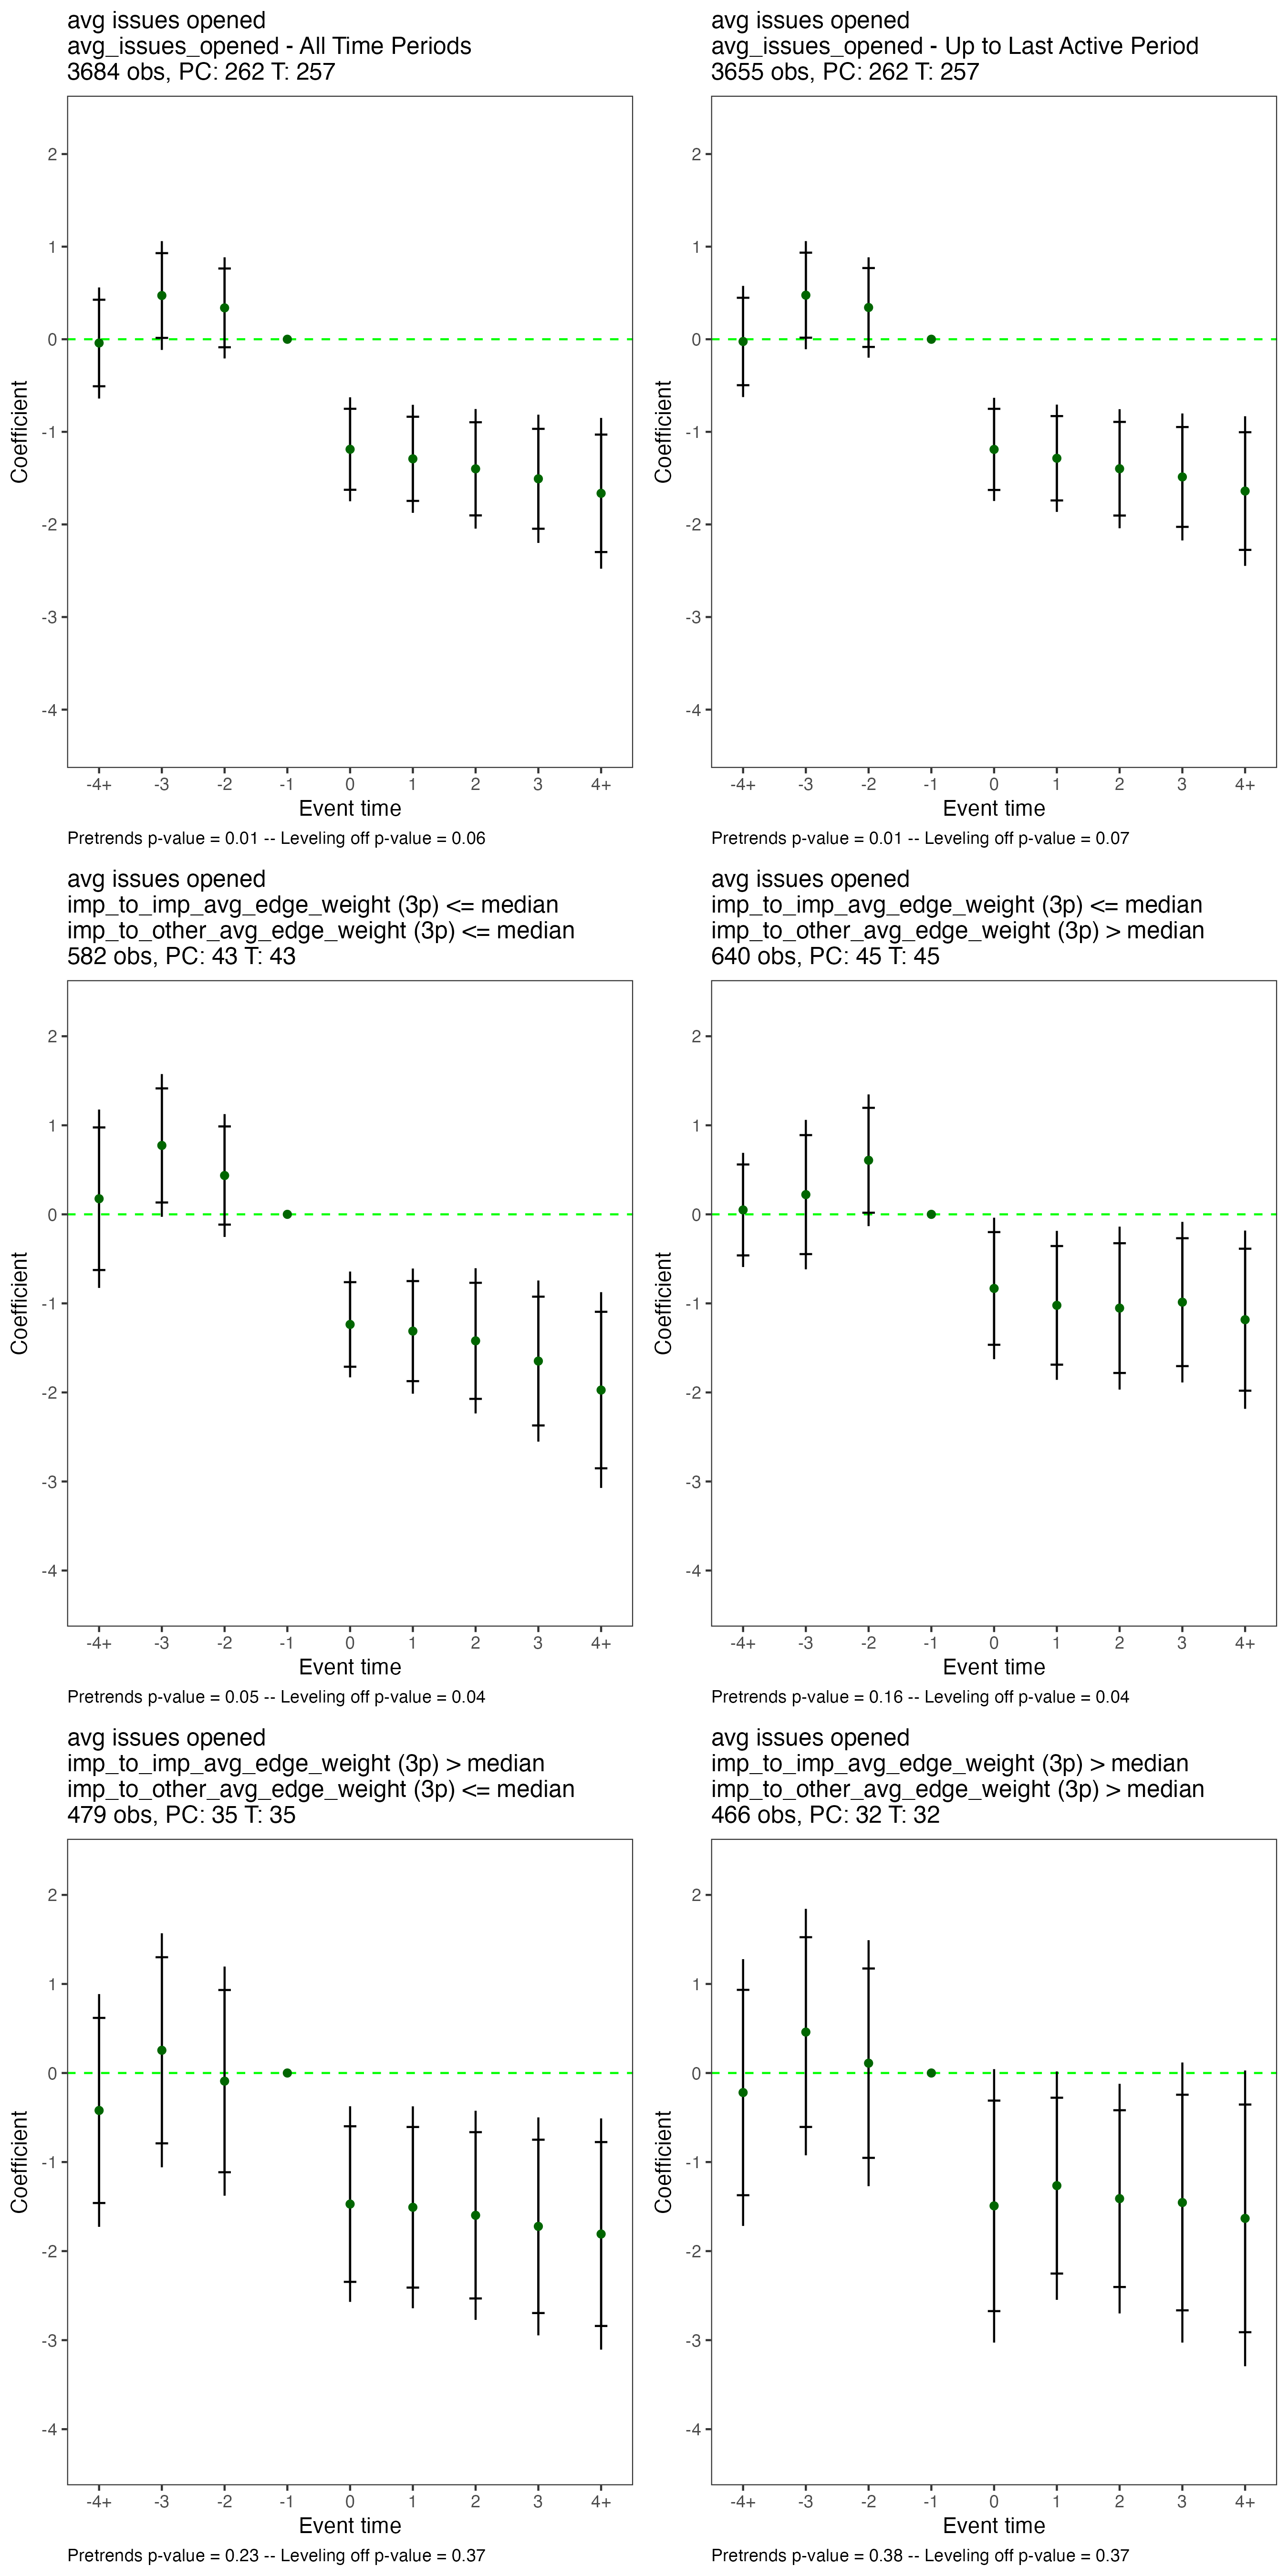 avg issues opened
avg_issues_opened - All Time Periods
3684 obs, PC: 262 T: 257
2
1
0
-1
-2
-3
-4
Coefficient
-4+ -3 -2 -1 0 1 2 3 4+
Event time
Pretrends p-value = 0.01 -- Leveling off p-value = 0.06
avg issues opened
avg_issues_opened - Up to Last Active Period
3655 obs, PC: 262 T: 257
2
1
0
-1
-2
-3
-4
Coefficient
-4+ -3 -2 -1 0 1 2 3 4+
Event time
Pretrends p-value = 0.01 -- Leveling off p-value = 0.07
avg issues opened
imp_to_imp_avg_edge_weight (3p) <= median
imp_to_other_avg_edge_weight (3p) <= median
582 obs, PC: 43 T: 43
2
1
0
-1
-2
-3
-4
Coefficient
-4+ -3 -2 -1 0 1 2 3 4+
Event time
Pretrends p-value = 0.05 -- Leveling off p-value = 0.04
avg issues opened
imp_to_imp_avg_edge_weight (3p) <= median
imp_to_other_avg_edge_weight (3p) > median
640 obs, PC: 45 T: 45
2
1
0
-1
-2
-3
-4
Coefficient
-4+ -3 -2 -1 0 1 2 3 4+
Event time
Pretrends p-value = 0.16 -- Leveling off p-value = 0.04
avg issues opened
imp_to_imp_avg_edge_weight (3p) > median
imp_to_other_avg_edge_weight (3p) <= median
479 obs, PC: 35 T: 35
2
1
0
-1
-2
-3
-4
Coefficient
-4+ -3 -2 -1 0 1 2 3 4+
Event time
Pretrends p-value = 0.23 -- Leveling off p-value = 0.37
avg issues opened
imp_to_imp_avg_edge_weight (3p) > median
imp_to_other_avg_edge_weight (3p) > median
466 obs, PC: 32 T: 32
2
1
0
-1
-2
-3
-4
Coefficient
-4+ -3 -2 -1 0 1 2 3 4+
Event time
Pretrends p-value = 0.38 -- Leveling off p-value = 0.37